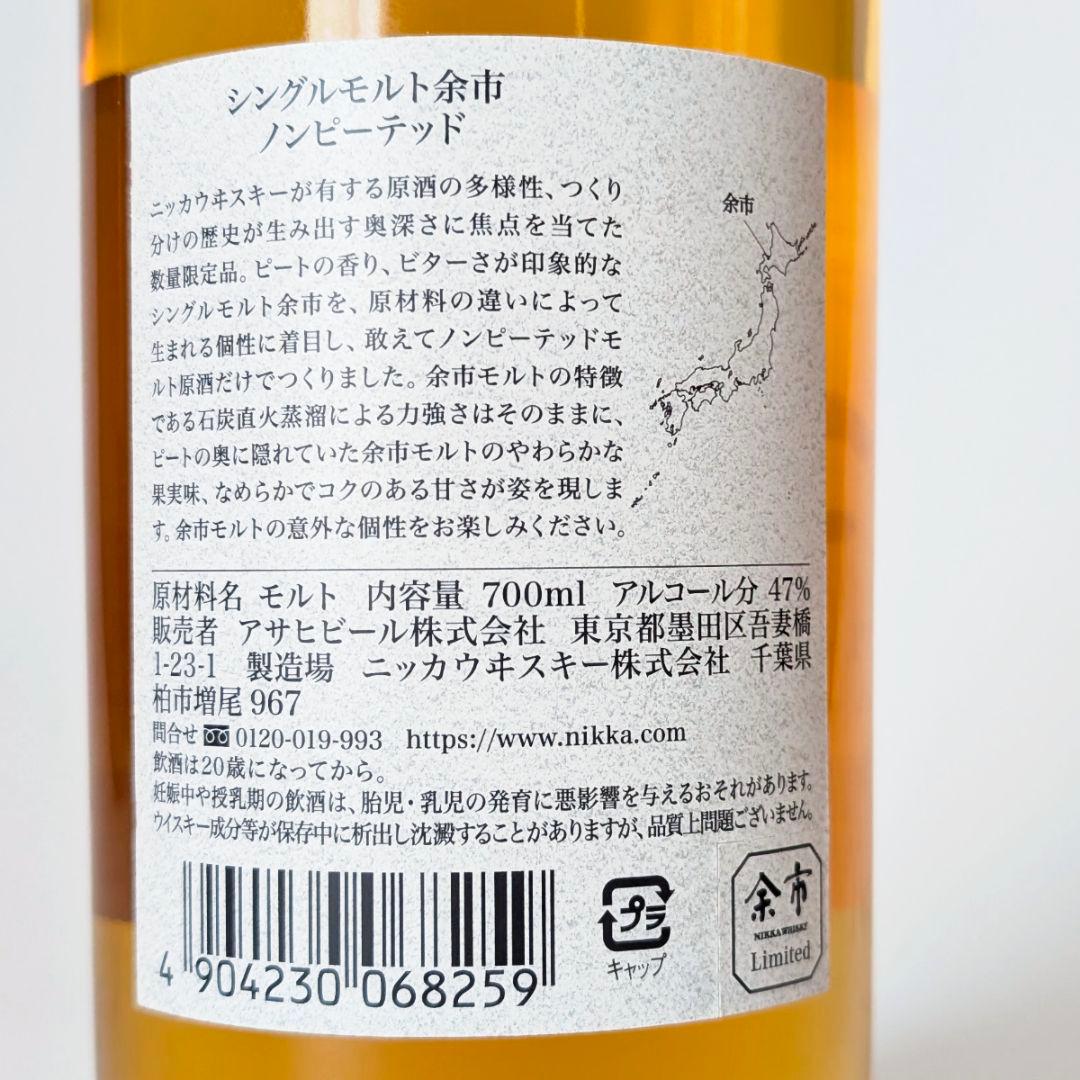 シングルモルト余市
ノンピーテッド
ニッカウヰスキーが有する原酒の多様性、つくり
分けの歴史が生み出す奥深さに焦点を当てた
数量限定品。ピートの香り、ビターさが印象的な
シングルモルト余市を、原材料の違いによって
生まれる個性に着目し、敢えてノンピーテッドモ
ルト原酒だけでつくりました。余市モルトの特徴
である石炭直火蒸溜による力強さはそのままに、
ピートの奥に隠れていた余市モルトのやわらかな
果実味、なめらかでコクのある甘さが姿を現しま
す。余市モルトの意外な個性をお楽しみください。
余市
原材料名 モルト 内容量 700ml アルコール分 47%
販売者 アサヒビール株式会社 東京都墨田区吾妻橋
1-23-1 製造場 ニッカウヰスキー株式会社 千葉県
柏市増尾967
問合せ 0120-019-993 https://www.nikka.com
飲酒は20歳になってから。
妊娠中や授乳期の飲酒は、胎児・乳児の発育に悪影響を与えるおそれがあります。
ウイスキー成分等が保存中に析出し沈澱することがありますが、品質上問題ございません。
4 904230 068259
プラ
キャップ
余市
NIKKA WHISKY
Limited